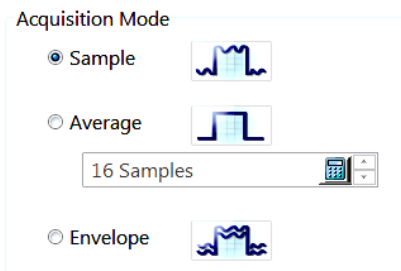 Acquisition Mode
Sample
Average
16 Samples
Envelope